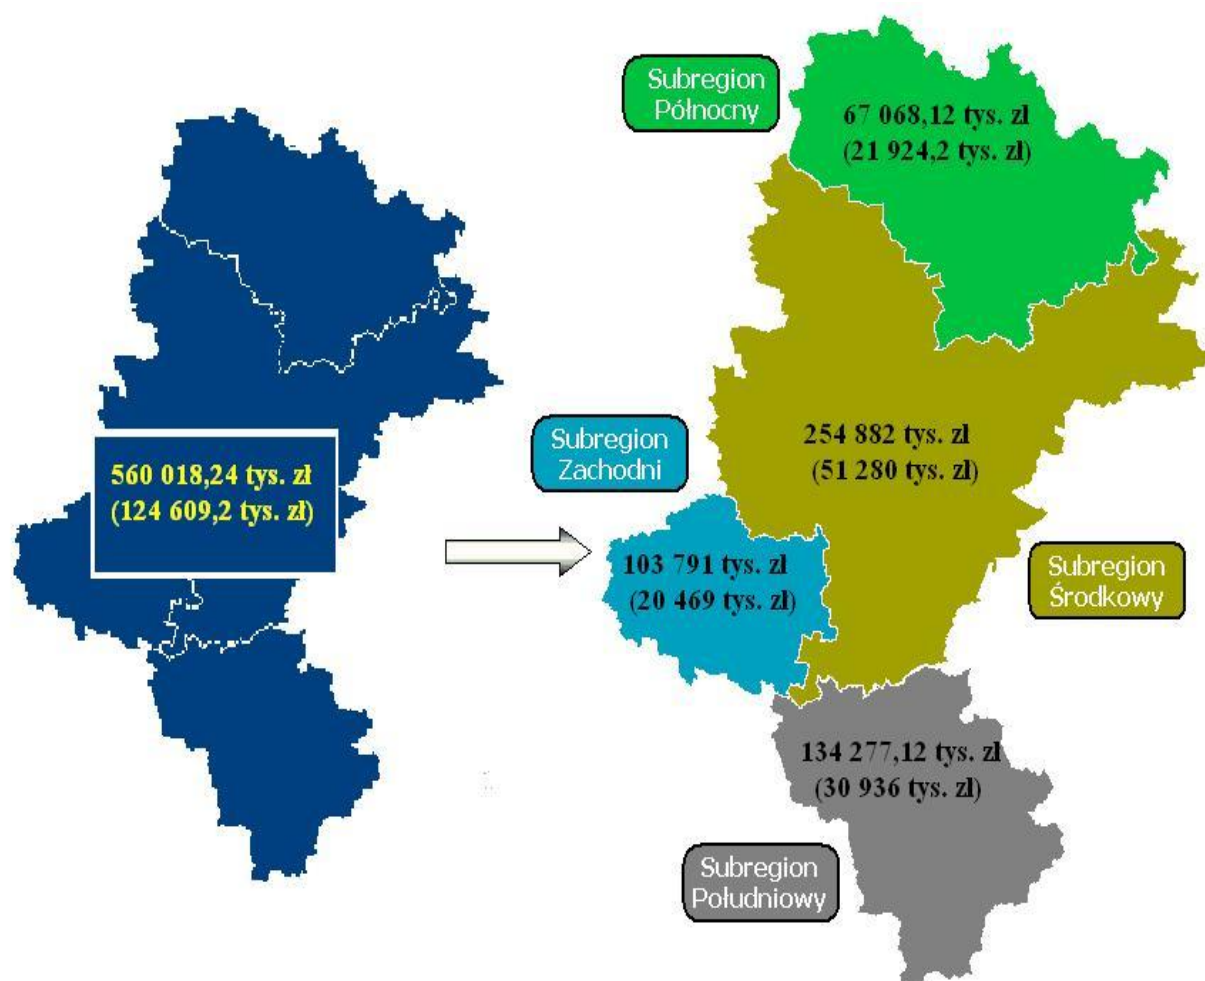 Subregion
Północny
67 068,12 tys. zł
(21 924,2 tys. zł)
Subregion
Zachodni
254 882 tys. zł
(51 280 tys. zł)
560 018,24 tys. zł
(124 609,2 tys. zł)
103 791 tys. zł
(20 469 tys. zł)
Subregion
Środkowy
134 277,12 tys. zł
(30 936 tys. zł)
Subregion
Południowy